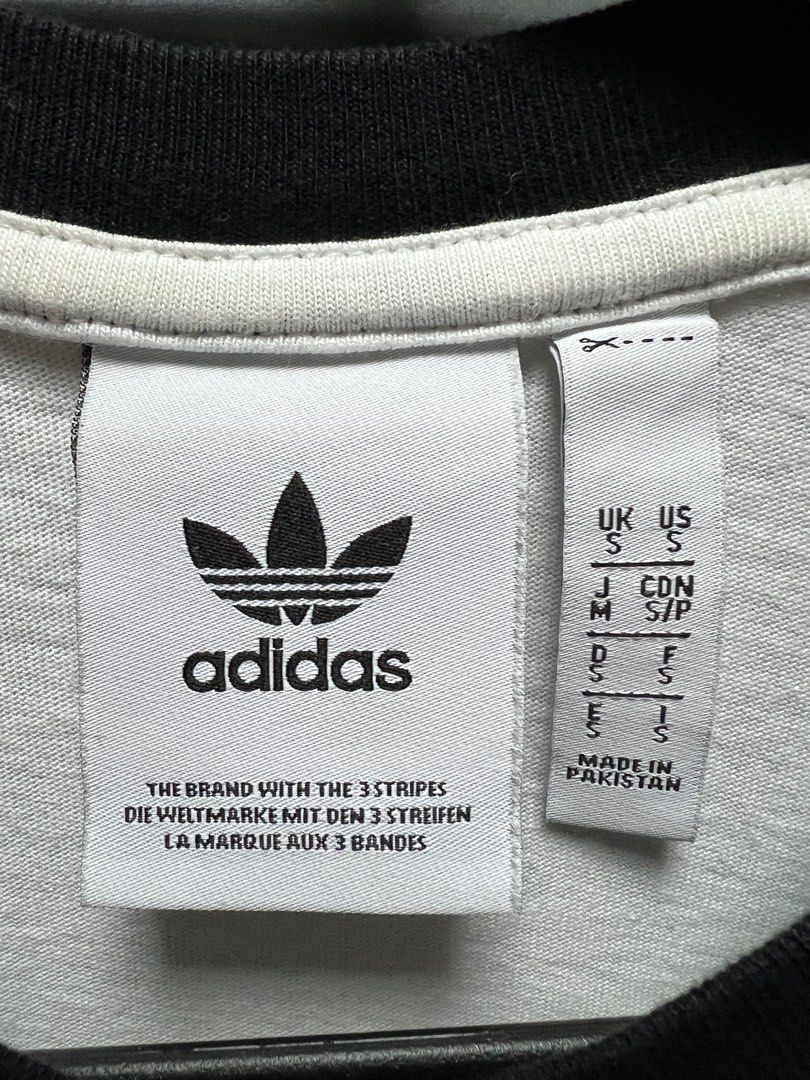 adidas
THE BRAND WITH THE 3 STRIPES
DIE WELTMARKE MIT DEN 3 STREIFEN
LA MARQUE AUX 3 BANDES
UK US
S S
J CDN
M S/P
D F
S S
E I
S S
MADE IN
PAKISTAN